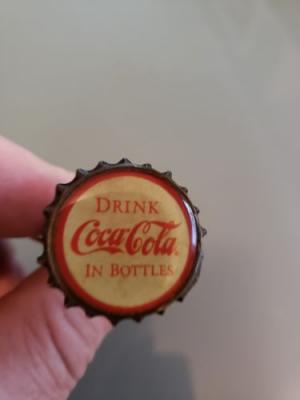 DRINK
Coca-Cola
IN BOTTLES